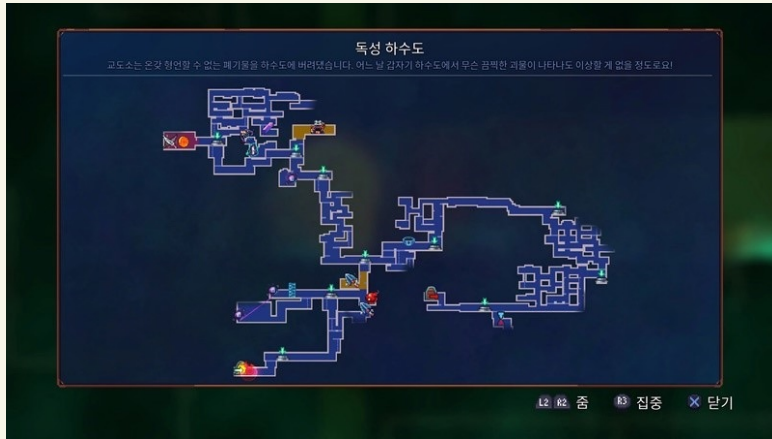 독성 하수도
교도소는 온갖 형언할 수 없는 폐기물을 하수도에 버려댔습니다. 어느 날 갑자기 하수도에서 무슨 끔찍한 괴물이 나타나도 이상할 게 없을 정도로요!
L2 R2 줌 R3 집중 닫기